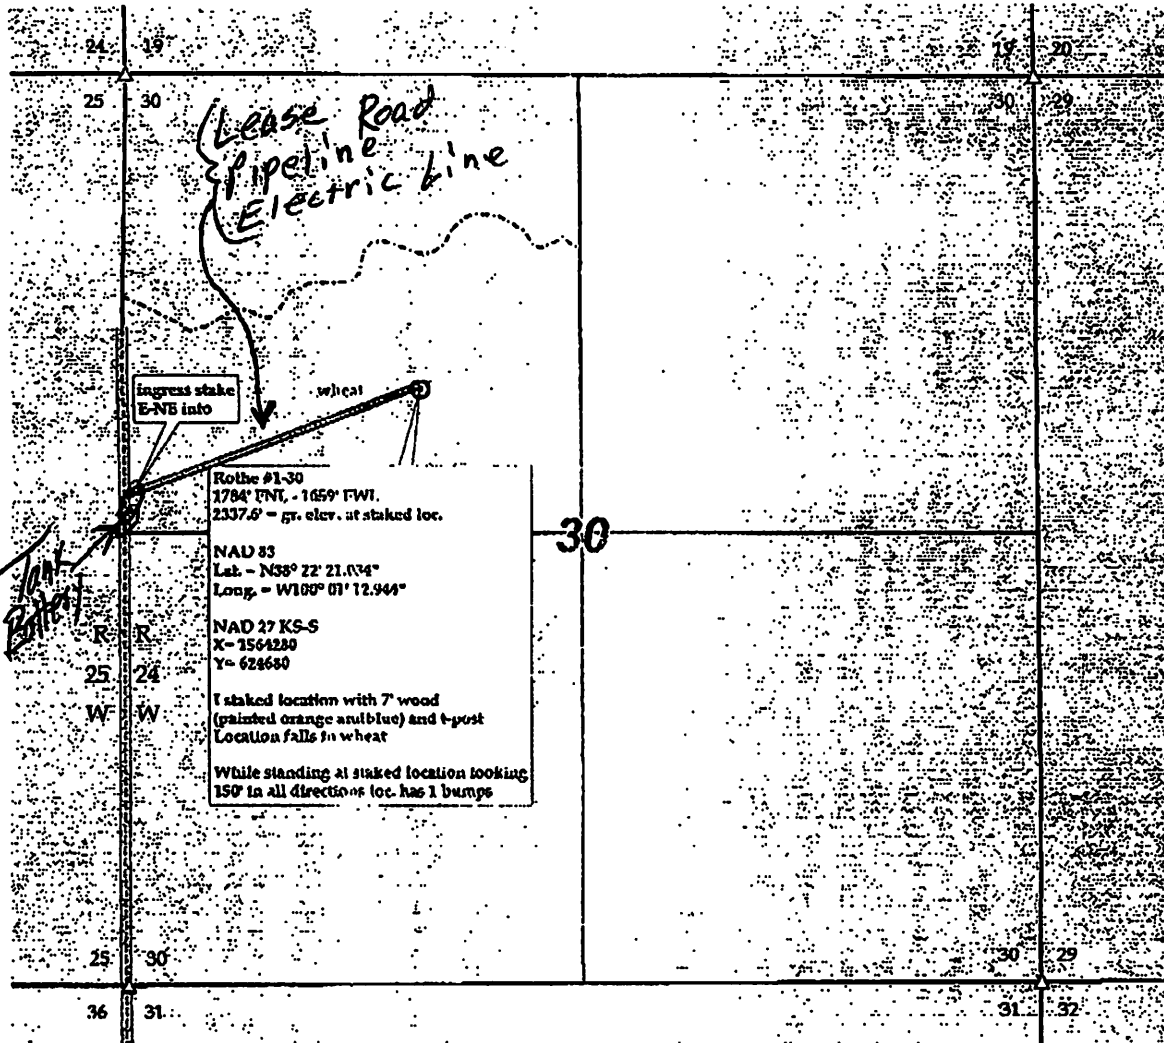 24 19
19 20
25 30
30 29
Lease Road
Pipeline
Electric Line
ingress stake
E-NE into
wheat
Rothe #1-30
1784' FNL - 1659' FWL
2337.6' = gr. elev. at staked loc.
NAD 83
Lat. = N38° 22' 21.034"
Long. = W100° 01' 12.944"
NAD 27 KS-S
X= 1564280
Y= 624680
I staked location with 7' wood
(painted orange and blue) and t-post
Location falls in wheat
While standing at staked location looking
150' in all directions loc. has 1 bumps
30
Tank
Battery
R R
25 24
W W
25 30
30 29
36 31
31 32